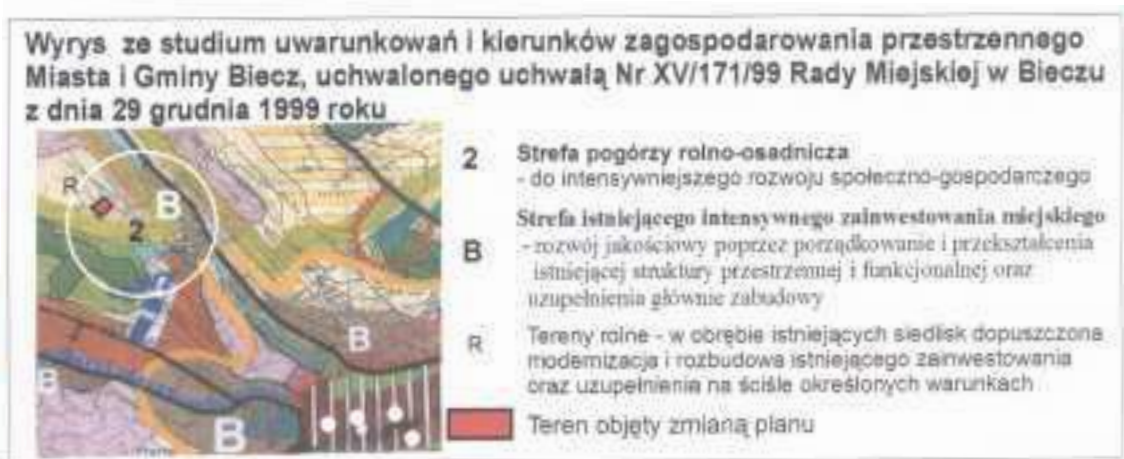 Wyrys ze studium uwarunkowań i kierunków zagospodarowania przestrzennego
Miasta i Gminy Biecz, uchwalonego uchwałą Nr XV/171/99 Rady Miejskiej w Bieczu
z dnia 29 grudnia 1999 roku
R
B
2
B
B
B
2 Strefa pogórzy rolno-osadnicza
- do intensywniejszego rozwoju społeczno-gospodarczego
Strefa istniejącego intensywnego zainwestowania miejskiego
B - rozwój jakościowy poprzez porządkowanie i przekształcenia
istniejącej struktury przestrzennej i funkcjonalnej oraz
uzupełnienia głównie zabudowy
R Tereny rolne - w obrębie istniejących siedlisk dopuszczona
modernizacja i rozbudowa istniejącego zainwestowania
oraz uzupełnienia na ściśle określonych warunkach
Teren objęty zmianą planu